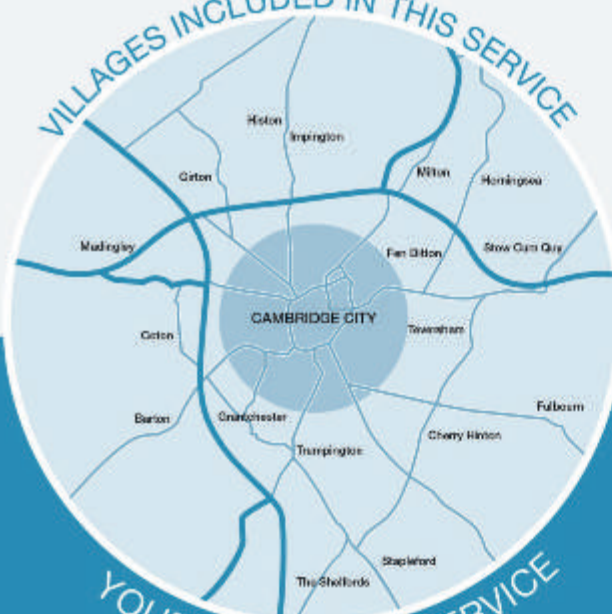 VILLAGES INCLUDED IN THIS SERVICE
Histon
Impington
Girton
Milton
Horningsea
Madingley
Fen Ditton
Stow Cum Quy
CAMBRIDGE CITY
Coton
Teversham
Barton
Grantchester
Fulbourn
Cherry Hinton
Trumpington
Stapleford
The Shelfords
SERVICE